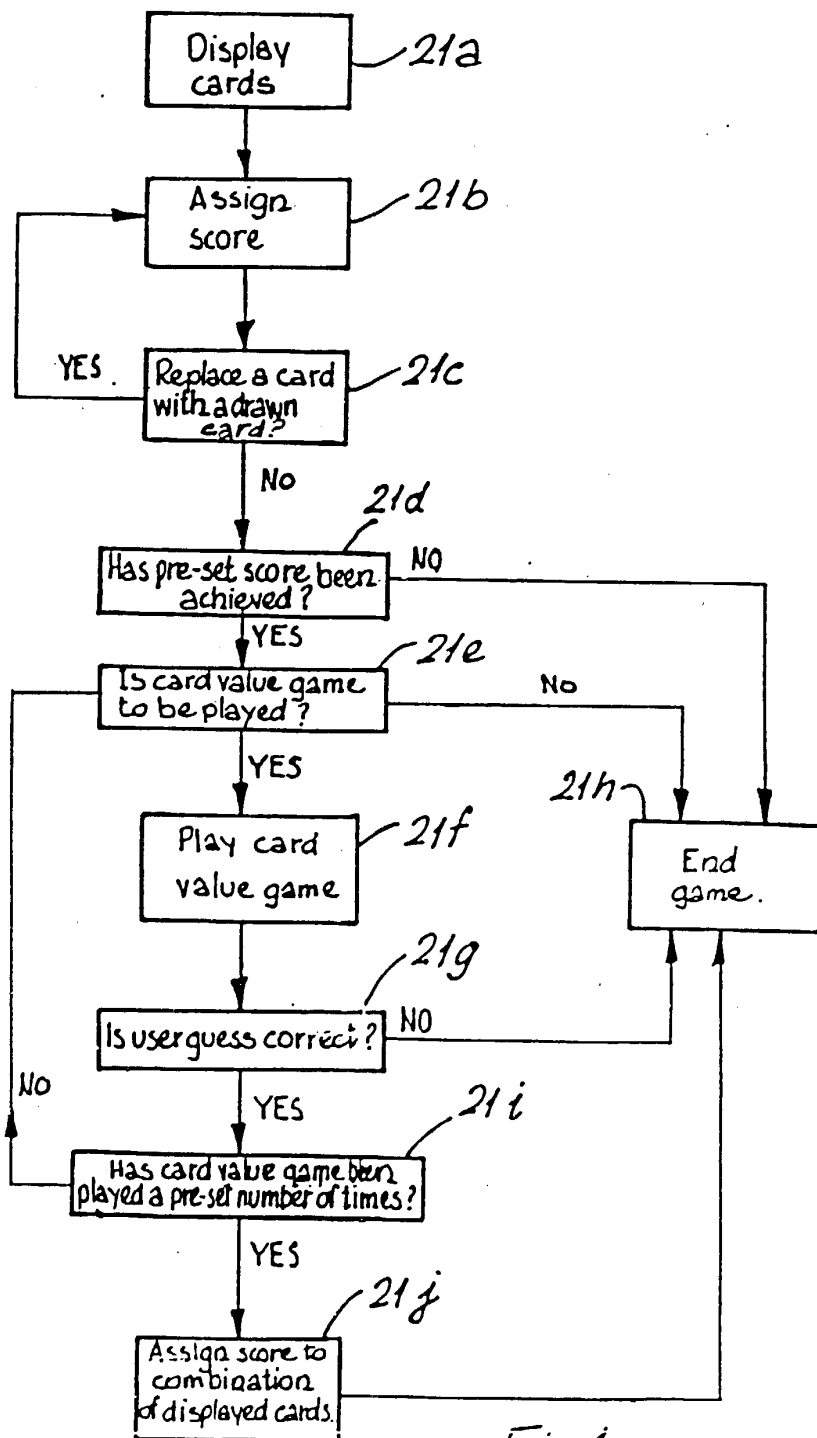 Display
cards
21a
Assign
score
21b
YES.
Replace a card
with a drawn
card?
21c
NO
21d
Has pre-set score been
achieved?
NO
YES
21e
Is card value game
to be played?
NO
YES
21f
Play card
value game
21h
End
game.
21g
Is user guess correct?
NO
NO
YES
21i
Has card value game been
played a pre-set number of times?
YES
21j
Assign score to
combination
of displayed cards.